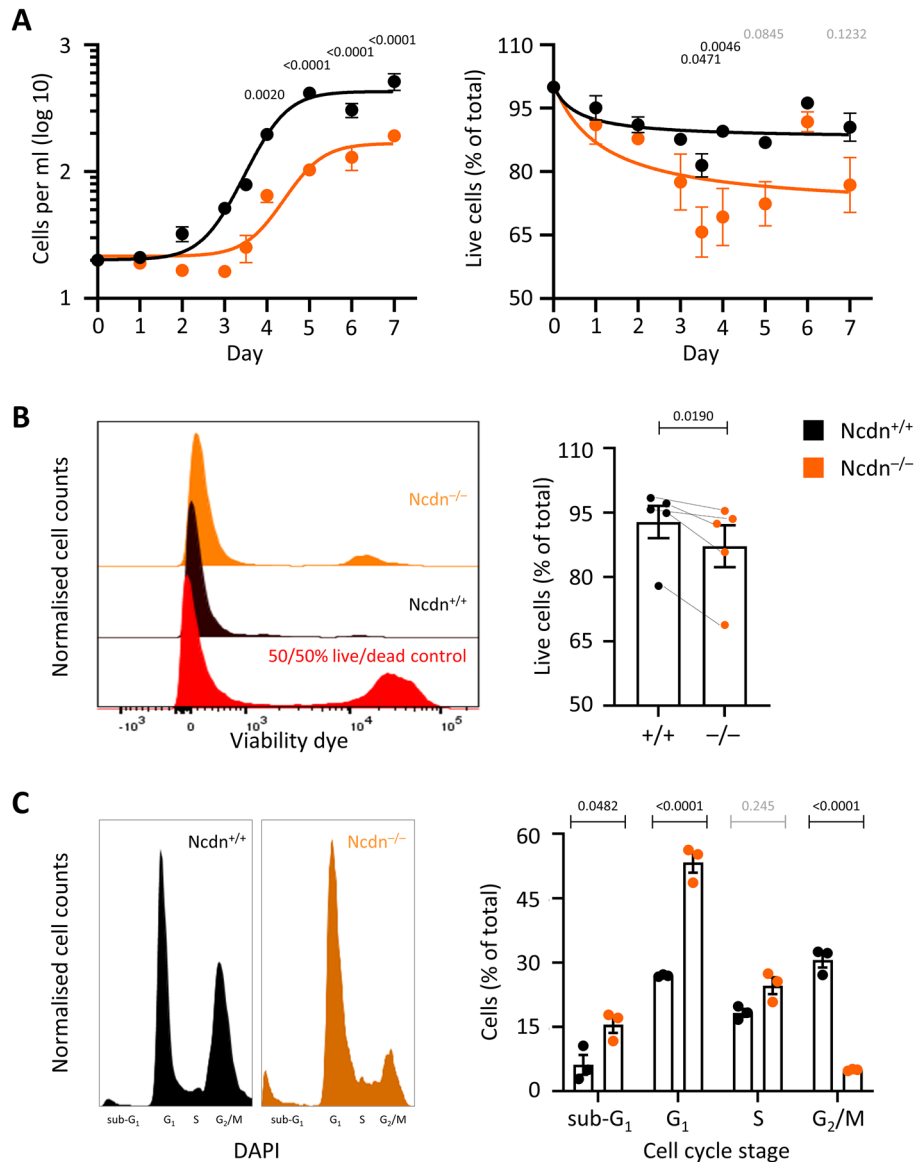 A
3
2
1
Cells per ml (log 10)
0.0020
<0.0001
<0.0001
<0.0001
0 1 2 3 4 5 6 7
Day
110
95
80
65
50
Live cells (% of total)
0.0471
0.0046
0.0845
0.1232
0 1 2 3 4 5 6 7
Day
B
Normalised cell counts
Ncdn–/–
Ncdn+/+
50/50% live/dead control
-10³ 0 10³ 10⁴ 10⁵
Viability dye
0.0190
110
95
80
65
50
Live cells (% of total)
+/+ –/–
Ncdn+/+
Ncdn–/–
C
Normalised cell counts
Ncdn+/+
Ncdn–/–
sub-G₁ G₁ S G₂/M
sub-G₁ G₁ S G₂/M
DAPI
0.0482 <0.0001 0.245 <0.0001
60
45
30
15
0
Cells (% of total)
sub-G₁ G₁ S G₂/M
Cell cycle stage